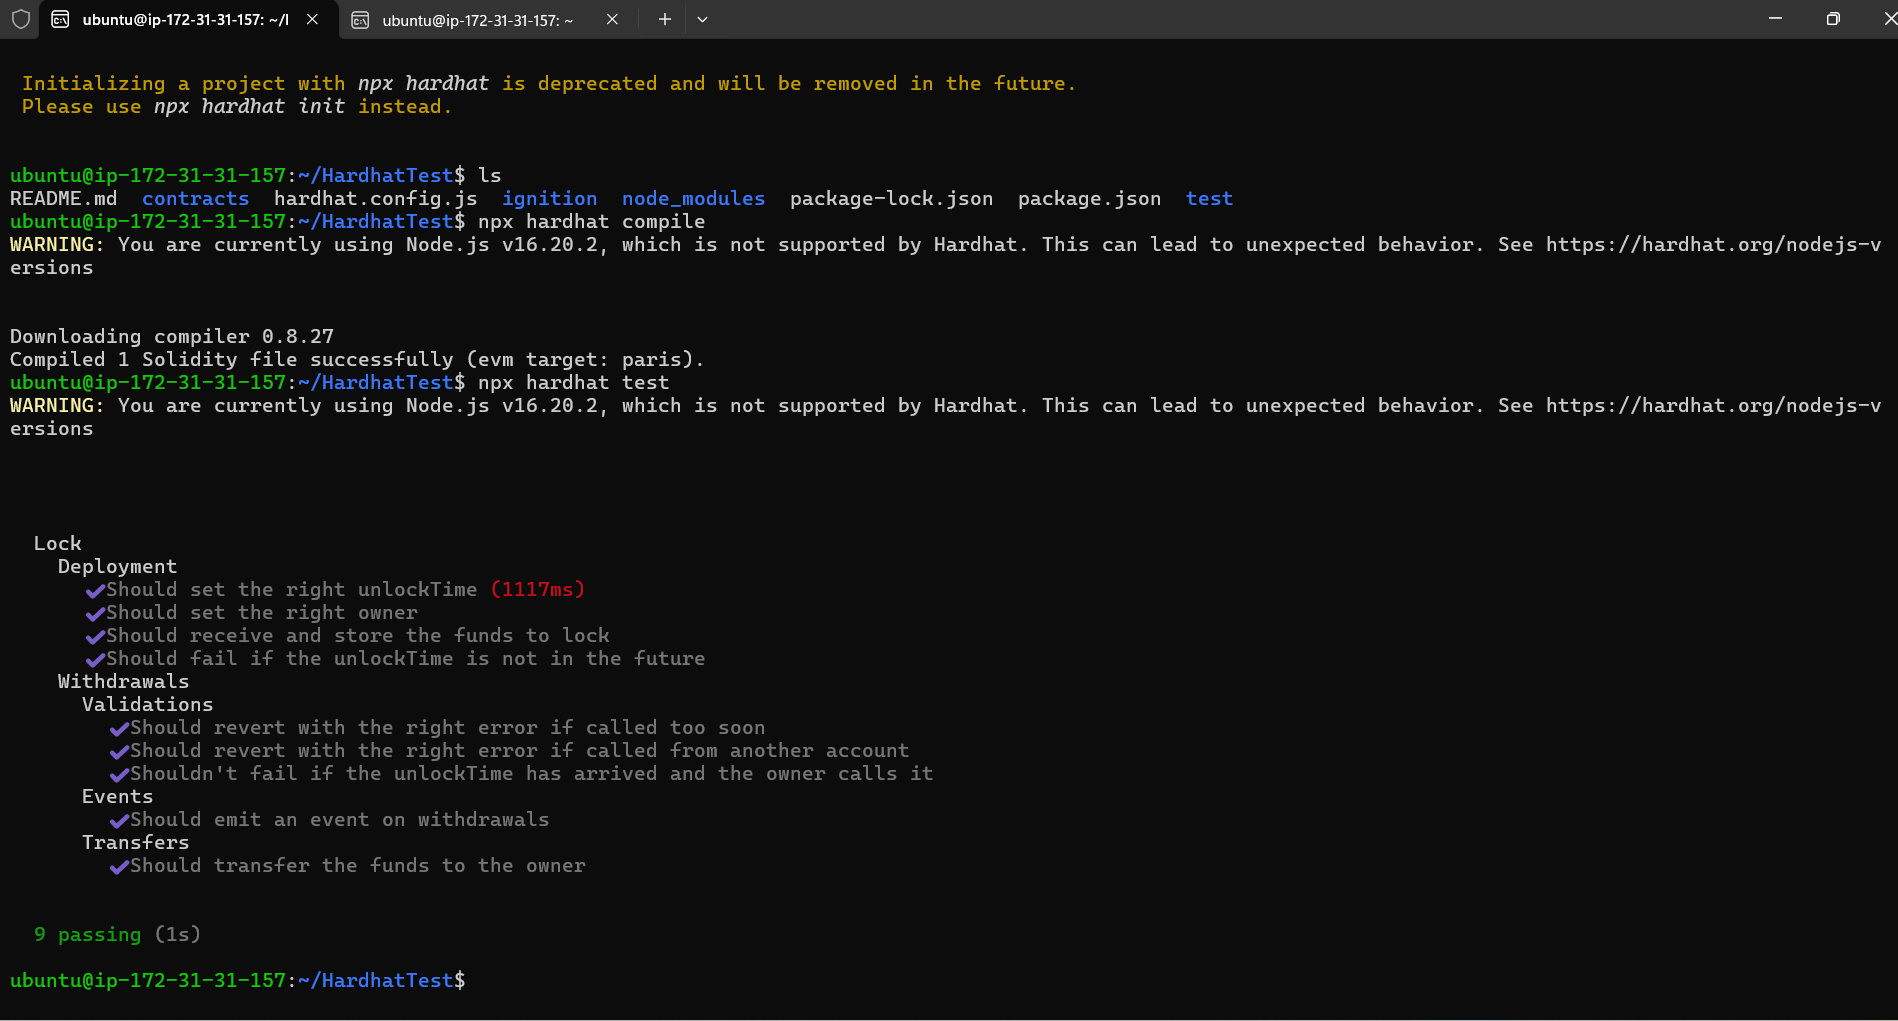 ubuntu@ip-172-31-31-157: ~/l
ubuntu@ip-172-31-31-157: ~
Initializing a project with npx hardhat is deprecated and will be removed in the future.
Please use npx hardhat init instead.
ubuntu@ip-172-31-31-157:~/HardhatTest$ ls
README.md  contracts  hardhat.config.js  ignition  node_modules  package-lock.json  package.json  test
ubuntu@ip-172-31-31-157:~/HardhatTest$ npx hardhat compile
WARNING: You are currently using Node.js v16.20.2, which is not supported by Hardhat. This can lead to unexpected behavior. See https://hardhat.org/nodejs-v
ersions
Downloading compiler 0.8.27
Compiled 1 Solidity file successfully (evm target: paris).
ubuntu@ip-172-31-31-157:~/HardhatTest$ npx hardhat test
WARNING: You are currently using Node.js v16.20.2, which is not supported by Hardhat. This can lead to unexpected behavior. See https://hardhat.org/nodejs-v
ersions
Lock
Deployment
✔Should set the right unlockTime (1117ms)
✔Should set the right owner
✔Should receive and store the funds to lock
✔Should fail if the unlockTime is not in the future
Withdrawals
Validations
✔Should revert with the right error if called too soon
✔Should revert with the right error if called from another account
✔Shouldn't fail if the unlockTime has arrived and the owner calls it
Events
✔Should emit an event on withdrawals
Transfers
✔Should transfer the funds to the owner
9 passing (1s)
ubuntu@ip-172-31-31-157:~/HardhatTest$